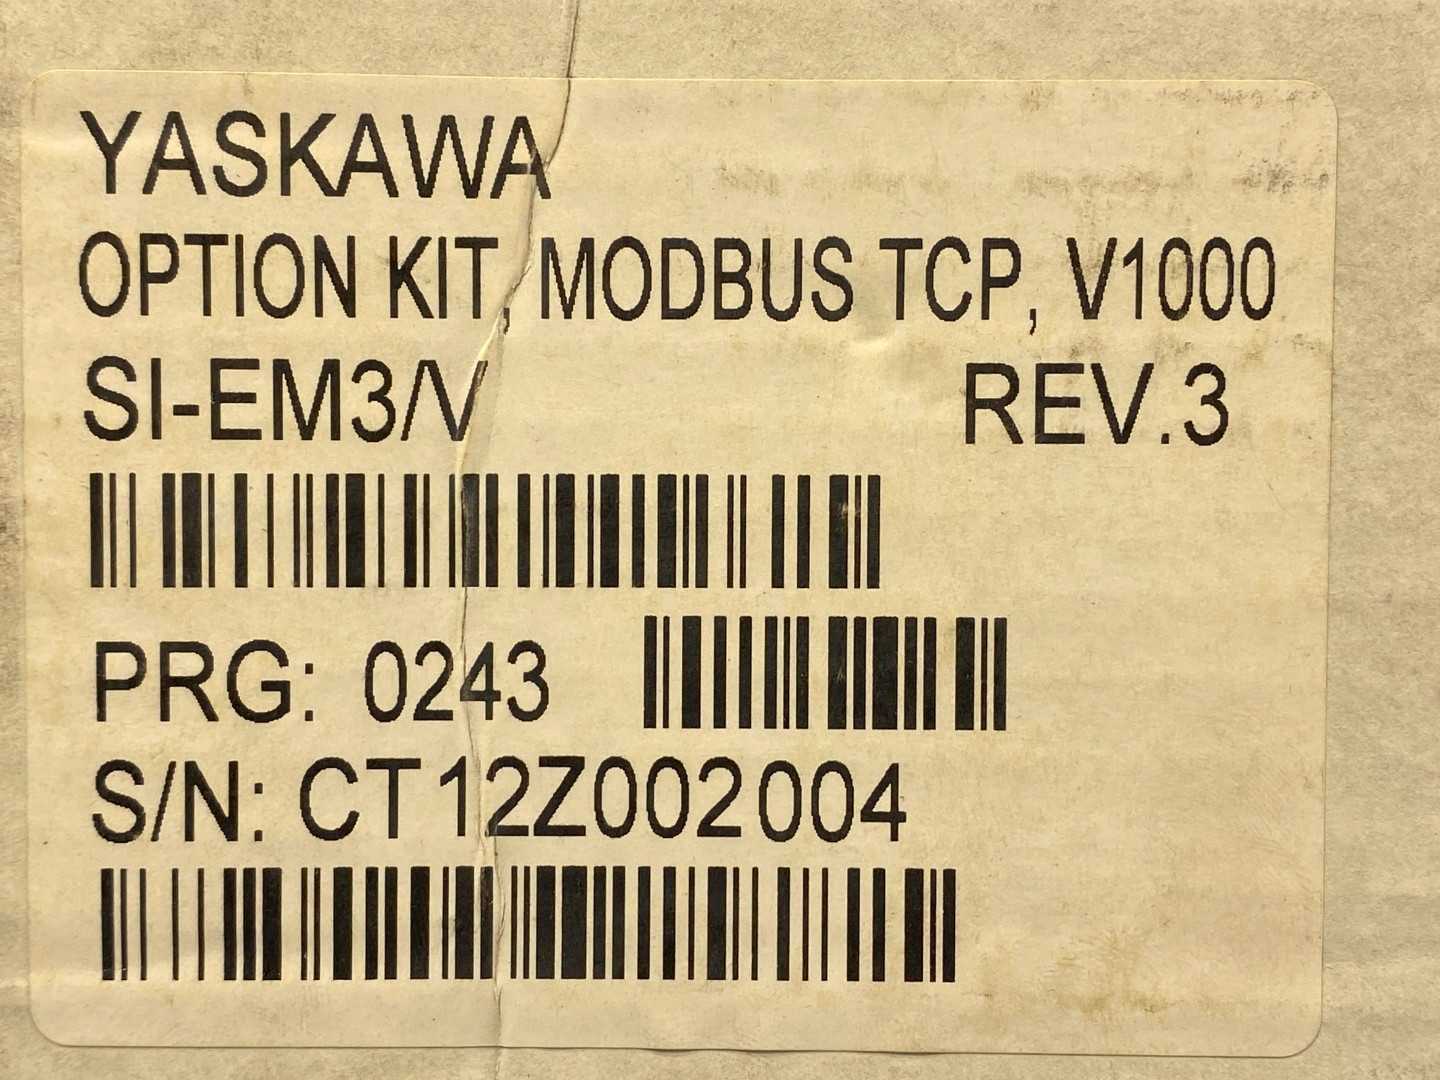 YASKAWA
OPTION KIT, MODBUS TCP, V1000
SI-EM3/V REV.3
PRG: 0243
S/N: CT12Z002004